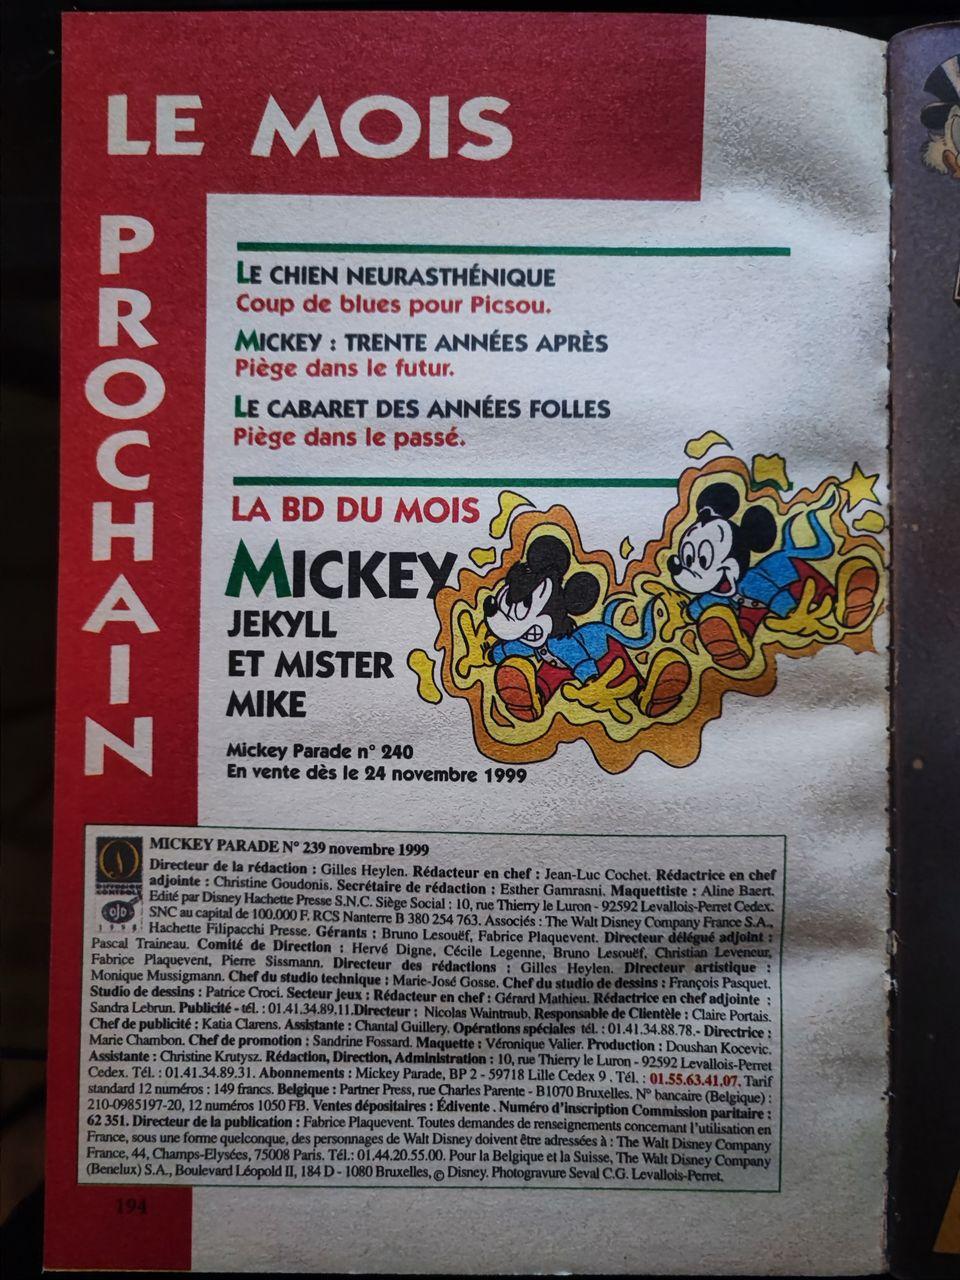 LE MOIS
PROCHAIN
LE CHIEN NEURASTHÉNIQUE
Coup de blues pour Picsou.
MICKEY : TRENTE ANNÉES APRÈS
Piège dans le futur.
LE CABARET DES ANNÉES FOLLES
Piège dans le passé.
LA BD DU MOIS
MICKEY
JEKYLL
ET MISTER
MIKE
Mickey Parade n° 240
En vente dès le 24 novembre 1999
MICKEY PARADE N° 239 novembre 1999
Directeur de la rédaction : Gilles Heylen. Rédacteur en chef : Jean-Luc Cochet. Rédactrice en chef
adjointe : Christine Goudonis. Secrétaire de rédaction : Esther Gamrasni. Maquettiste : Aline Baert.
Edité par Disney Hachette Presse S.N.C. Siège Social : 10, rue Thierry le Luron - 92592 Levallois-Perret Cedex.
SNC au capital de 100.000 F. RCS Nanterre B 380 254 763. Associés : The Walt Disney Company France S.A.,
Hachette Filipacchi Presse. Gérants : Bruno Lesouëf, Fabrice Plaquevent. Directeur délégué adjoint :
Pascal Traineau. Comité de Direction : Hervé Digne, Cécile Legenne, Bruno Lesouëf, Christian Leveneur,
Fabrice Plaquevent, Pierre Sissmann. Directeur des rédactions : Gilles Heylen. Directeur artistique :
Monique Mussigmann. Chef du studio technique : Marie-José Gosse. Chef du studio de dessins : François Pasquet.
Studio de dessins : Patrice Croci. Secteur jeux : Rédacteur en chef : Gérard Mathieu. Rédactrice en chef adjointe :
Sandra Lebrun. Publicité - tél. : 01.41.34.89.11.Directeur : Nicolas Waintraub. Responsable de Clientèle : Claire Portais.
Chef de publicité : Katia Clarens. Assistante : Chantal Guillery. Opérations spéciales tél. : 01.41.34.88.78.- Directrice :
Marie Chambon. Chef de promotion : Sandrine Fossard. Maquette : Véronique Valier. Production : Doushan Kocevic.
Assistante : Christine Krutysz. Rédaction, Direction, Administration : 10, rue Thierry le Luron - 92592 Levallois-Perret
Cedex. Tél. : 01.41.34.89.31. Abonnements : Mickey Parade, BP 2 - 59718 Lille Cedex 9 . Tél. : 01.55.63.41.07, Tarif
standard 12 numéros : 149 francs. Belgique : Partner Press, rue Charles Parente - B1070 Bruxelles. N° bancaire (Belgique) :
210-0985197-20, 12 numéros 1050 FB. Ventes dépositaires : Édivente . Numéro d'inscription Commission paritaire :
62 351. Directeur de la publication : Fabrice Plaquevent. Toutes demandes de renseignements concernant l'utilisation en
France, sous une forme quelconque, des personnages de Walt Disney doivent être adressées à : The Walt Disney Company
France, 44, Champs-Elysées, 75008 Paris. Tél.: 01.44.20.55.00. Pour la Belgique et la Suisse, The Walt Disney Company
(Benelux) S.A., Boulevard Léopold II, 184 D - 1080 Bruxelles, © Disney. Photogravure Seval C.G. Levallois-Perret.
DIFFUSION
CONTRÔLE
OJD
1998
194